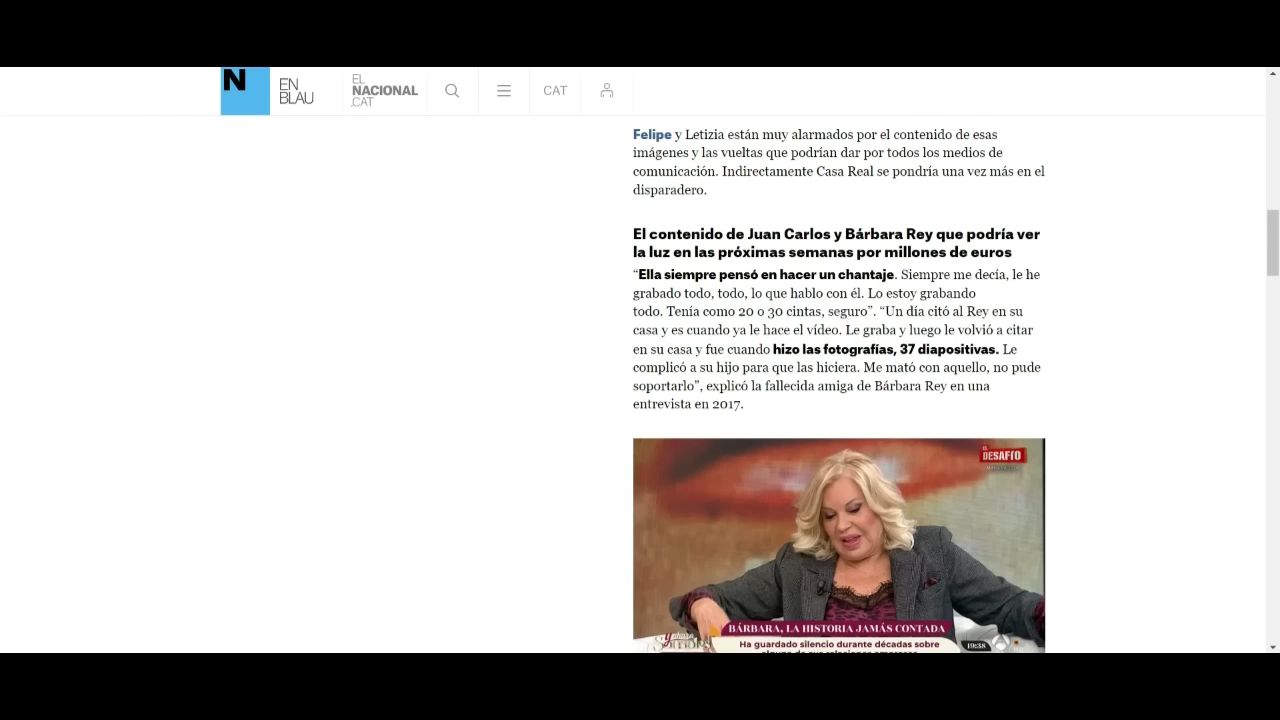 N
EN
BLAU
EL
NACIONAL
.CAT
CAT
Felipe y Letizia están muy alarmados por el contenido de esas
imágenes y las vueltas que podrían dar por todos los medios de
comunicación. Indirectamente Casa Real se pondría una vez más en el
disparadero.
El contenido de Juan Carlos y Bárbara Rey que podría ver
la luz en las próximas semanas por millones de euros
“Ella siempre pensó en hacer un chantaje. Siempre me decía, le he
grabado todo, todo, lo que hablo con él. Lo estoy grabando
todo. Tenía como 20 o 30 cintas, seguro”. “Un día citó al Rey en su
casa y es cuando ya le hace el vídeo. Le graba y luego le volvió a citar
en su casa y fue cuando hizo las fotografías, 37 diapositivas. Le
complicó a su hijo para que las hiciera. Me mató con aquello, no pude
soportarlo”, explicó la fallecida amiga de Bárbara Rey en una
entrevista en 2017.
EL
DESAFÍO
BÁRBARA, LA HISTORIA JAMÁS CONTADA
Ha guardado silencio durante décadas sobre